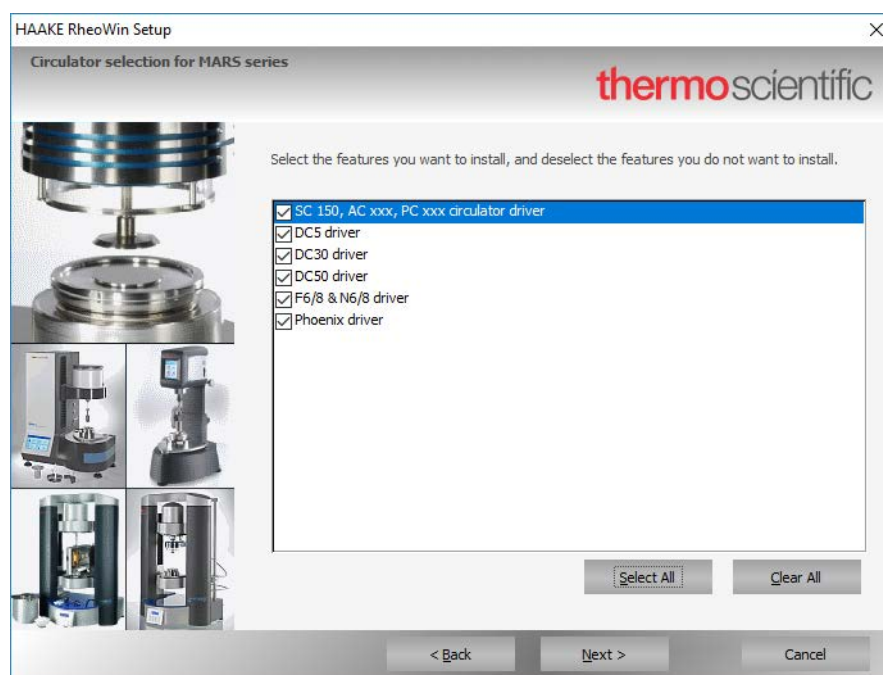 HAAKE RheoWin Setup
Circulator selection for MARS series
thermoscientific
Select the features you want to install, and deselect the features you do not want to install.
SC 150, AC xxx, PC xxx circulator driver
DC5 driver
DC30 driver
DC50 driver
F6/8 & N6/8 driver
Phoenix driver
Select All
Clear All
< Back
Next >
Cancel